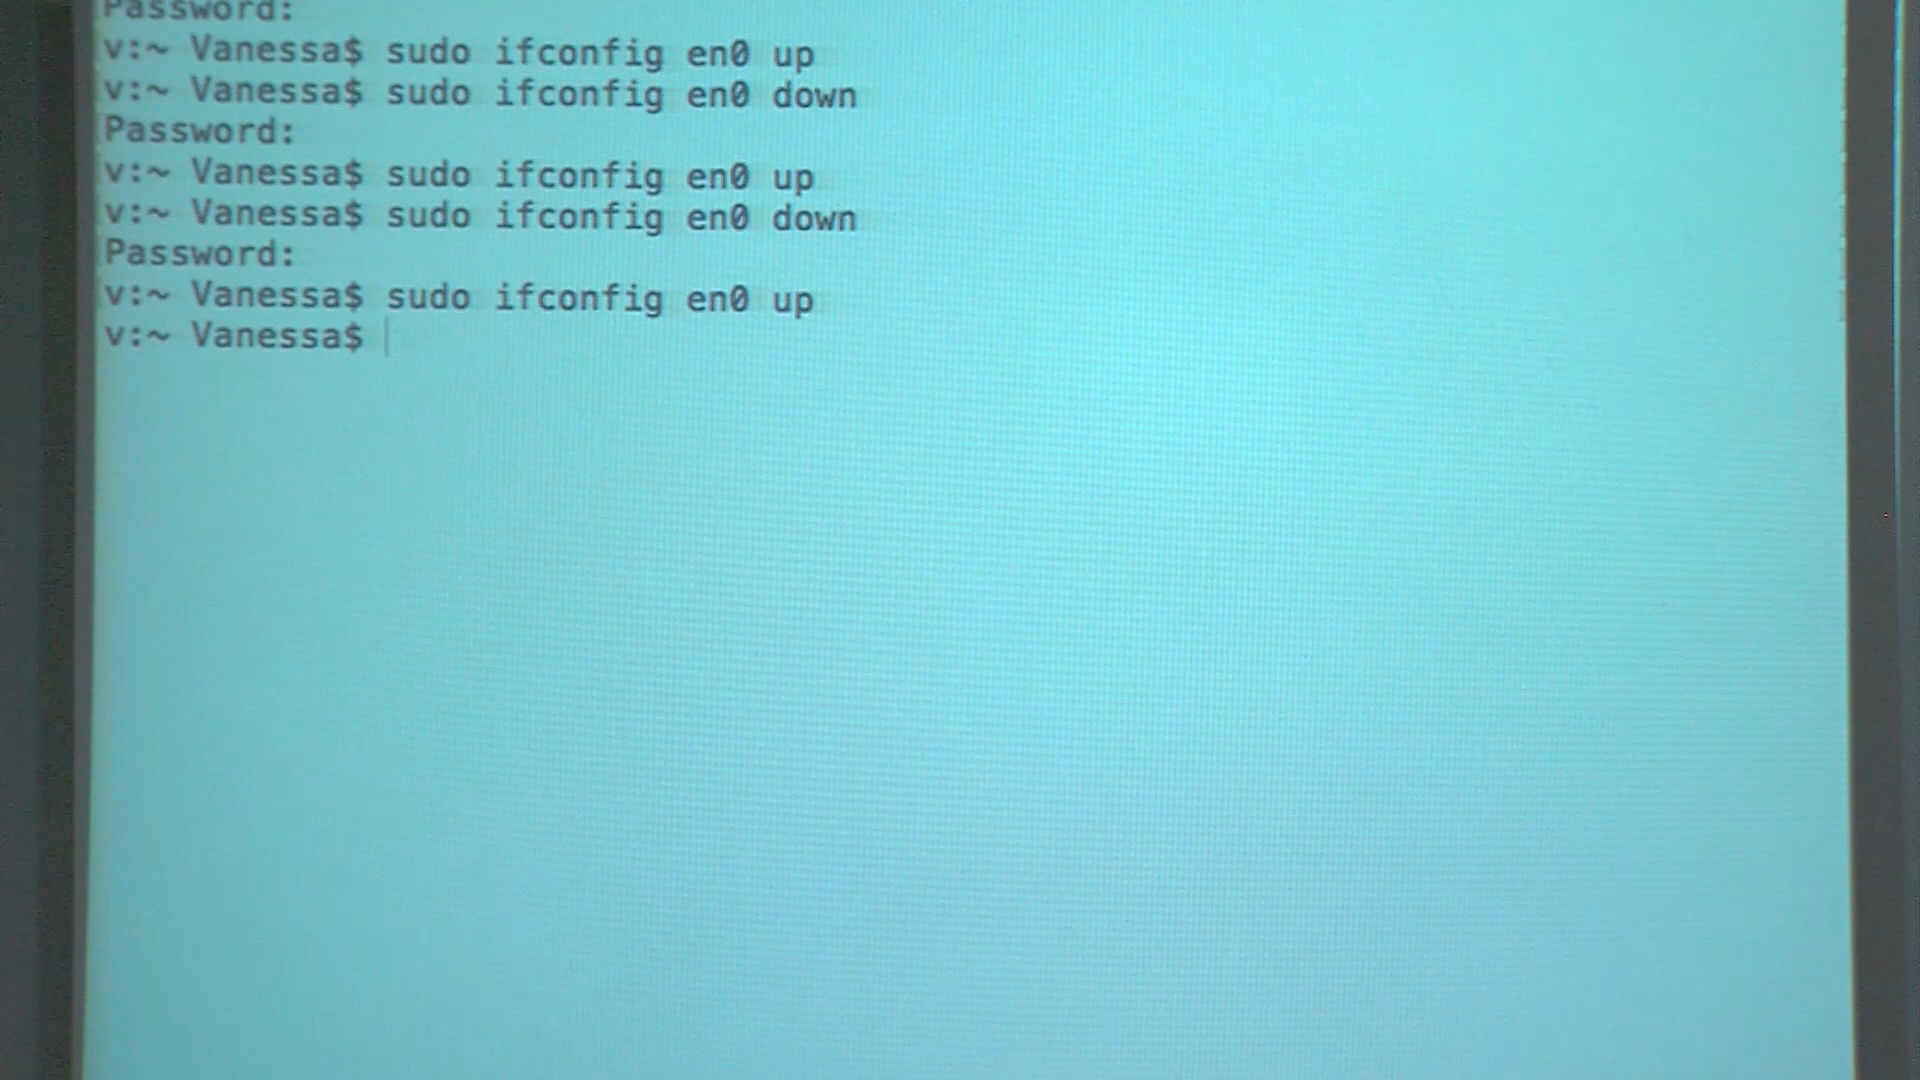 Password:
v:~ Vanessa$ sudo ifconfig en0 up
v:~ Vanessa$ sudo ifconfig en0 down
Password:
v:~ Vanessa$ sudo ifconfig en0 up
v:~ Vanessa$ sudo ifconfig en0 down
Password:
v:~ Vanessa$ sudo ifconfig en0 up
v:~ Vanessa$